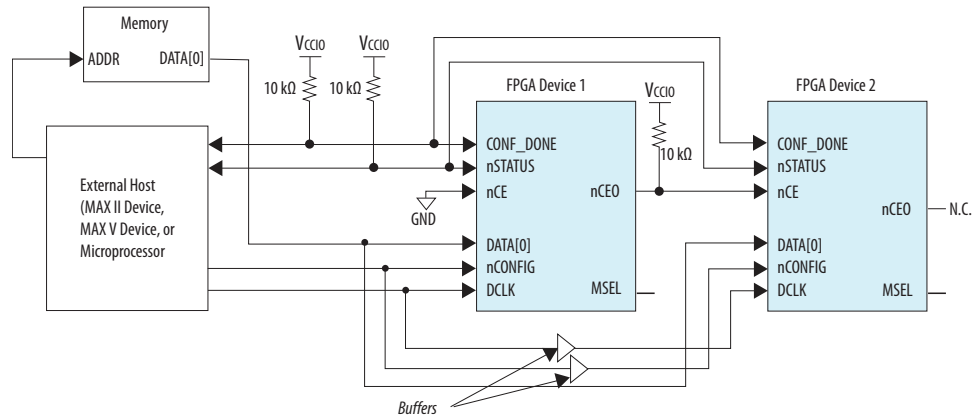 Memory
ADDR
DATA[0]
VCCIO
VCCIO
10 kΩ
10 kΩ
FPGA Device 1
VCCIO
10 kΩ
FPGA Device 2
External Host
(MAX II Device,
MAX V Device, or
Microprocessor
CONF_DONE
nSTATUS
nCE
nCEO
GND
DATA[0]
nCONFIG
DCLK
MSEL
CONF_DONE
nSTATUS
nCE
nCEO
N.C.
DATA[0]
nCONFIG
DCLK
MSEL
Buffers